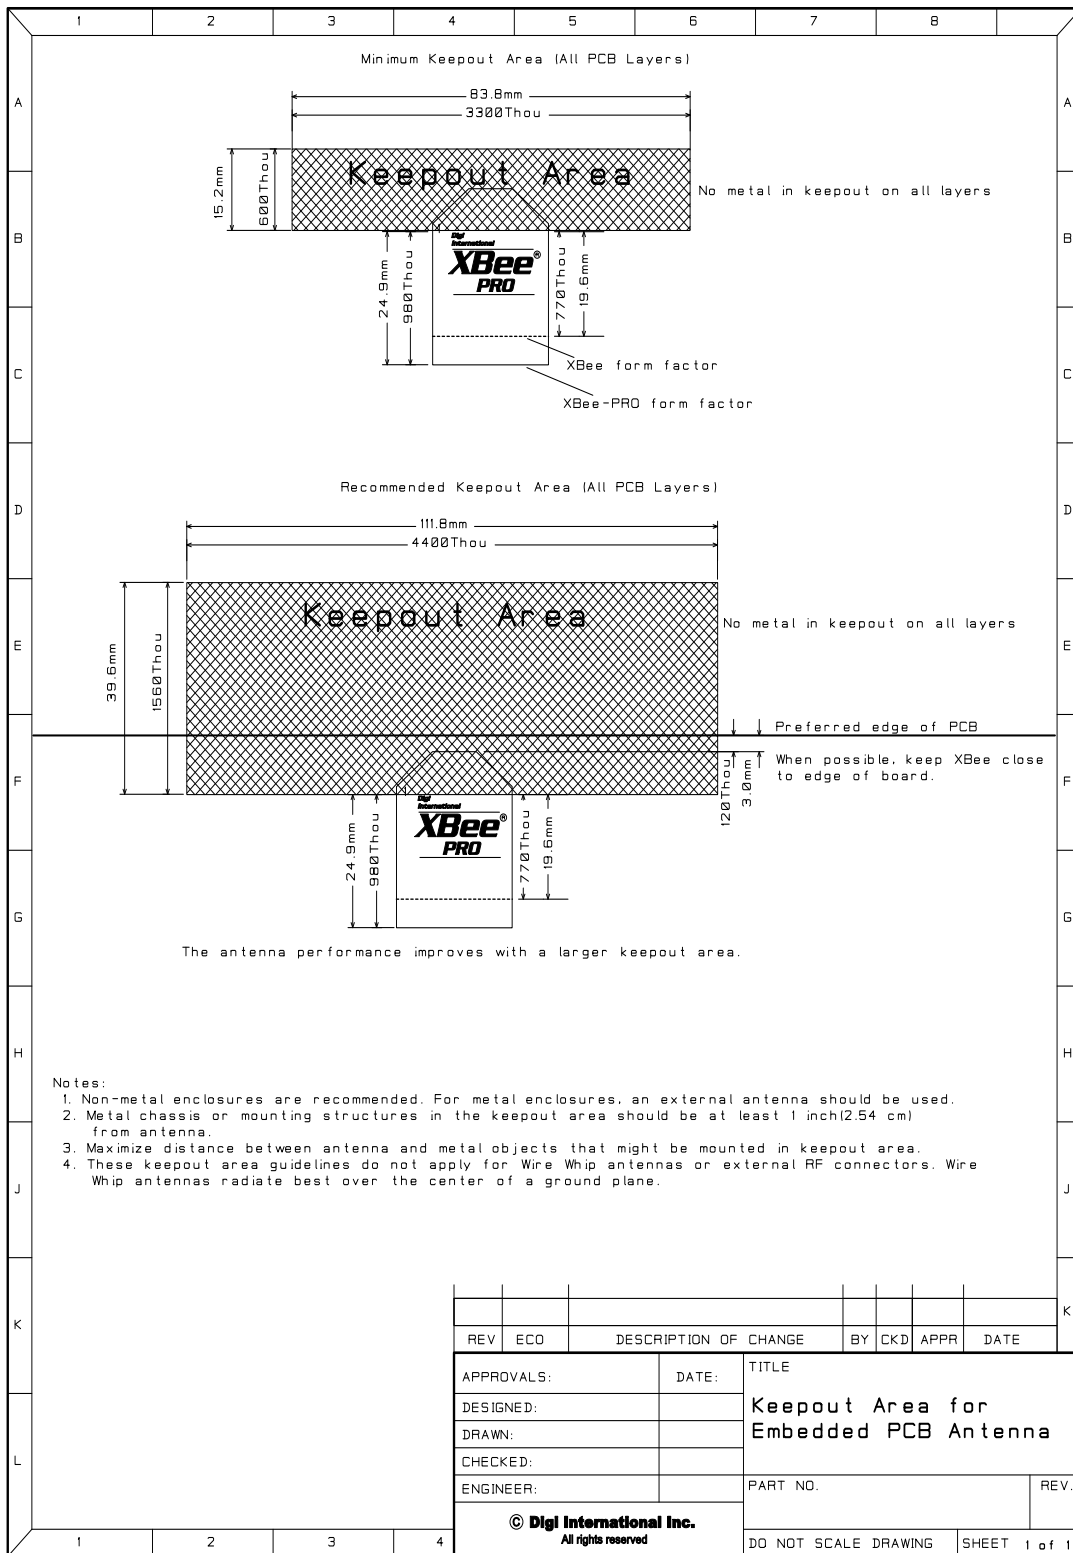 1 2 3 4 5 6 7 8
Minimum Keepout Area (All PCB Layers)
83.8mm
3300Thou
A A
Keepout Area
15.2mm
600Thou
No metal in keepout on all layers
B B
Digi
International
XBee®
PRO
24.9mm
980Thou
770Thou
19.6mm
XBee form factor
C C
XBee-PRO form factor
Recommended Keepout Area (All PCB Layers)
D D
111.8mm
4400Thou
Keepout Area
No metal in keepout on all layers
E E
39.6mm
1560Thou
Preferred edge of PCB
When possible, keep XBee close
to edge of board.
F F
120Thou
3.0mm
Digi
International
XBee®
PRO
24.9mm
980Thou
770Thou
19.6mm
G G
The antenna performance improves with a larger keepout area.
H H
Notes:
1. Non-metal enclosures are recommended. For metal enclosures, an external antenna should be used.
2. Metal chassis or mounting structures in the keepout area should be at least 1 inch(2.54 cm)
from antenna.
3. Maximize distance between antenna and metal objects that might be mounted in keepout area.
4. These keepout area guidelines do not apply for Wire Whip antennas or external RF connectors. Wire
Whip antennas radiate best over the center of a ground plane.
J J
K K
REV ECO DESCRIPTION OF CHANGE BY CKD APPR DATE
APPROVALS: DATE: TITLE
Keepout Area for
Embedded PCB Antenna
DESIGNED:
DRAWN:
CHECKED:
L
ENGINEER: PART NO. REV.
© Digi International Inc.
All rights reserved
DO NOT SCALE DRAWING SHEET 1 of 1
1 2 3 4